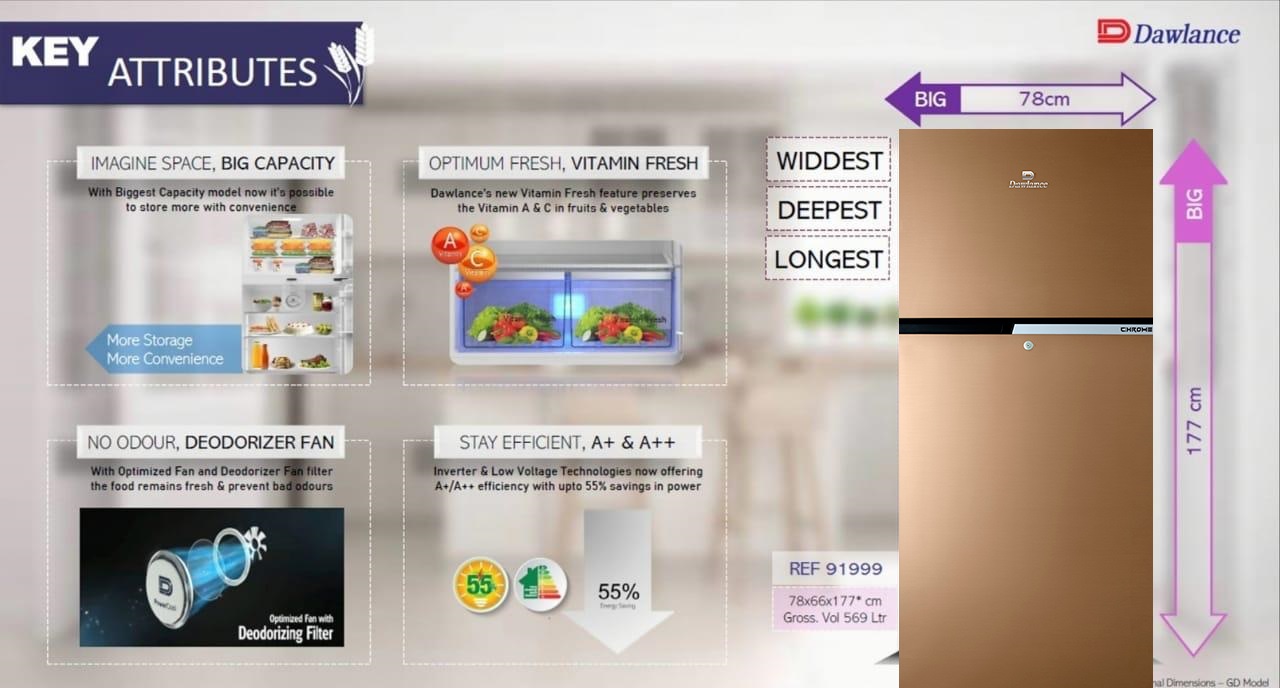 KEY
ATTRIBUTES
Dawlance
BIG
78cm
IMAGINE SPACE, BIG CAPACITY
With Biggest Capacity model now it's possible
to store more with convenience
More Storage
More Convenience
OPTIMUM FRESH, VITAMIN FRESH
Dawlance's new Vitamin Fresh feature preserves
the Vitamin A & C in fruits & vegetables
A
Vitamin
C
C
Vitamin
A
WIDDEST
DEEPEST
LONGEST
Dawlance
CHROME
BIG
177 cm
NO ODOUR, DEODORIZER FAN
With Optimized Fan and Deodorizer Fan filter
the food remains fresh & prevent bad odours
Optimized Fan with
Deodorizing Filter
STAY EFFICIENT, A+ & A++
Inverter & Low Voltage Technologies now offering
A+/A++ efficiency with upto 55% savings in power
55
55%
Energy Saving
REF 91999
78x66x177* cm
Gross. Vol 569 Ltr
Dimensions – GD Model